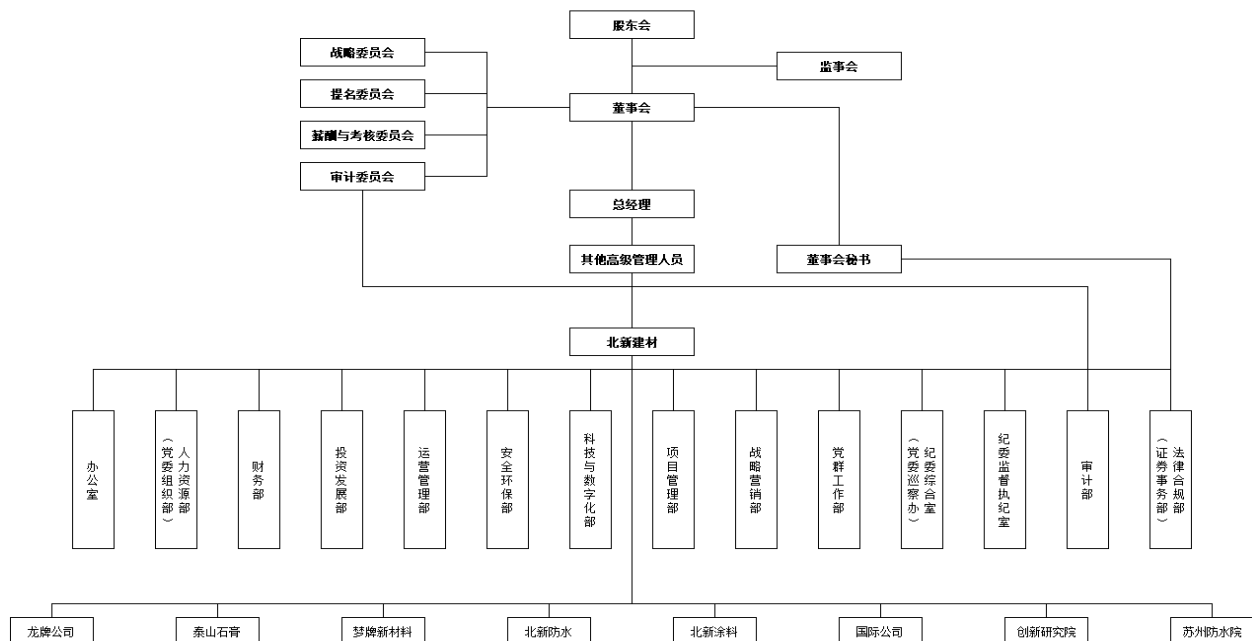 股东会
战略委员会
监事会
提名委员会
董事会
薪酬与考核委员会
审计委员会
总经理
其他高级管理人员
董事会秘书
北新建材
办公室
人力资源部
（党委组织部）
财务部
投资发展部
运营管理部
安全环保部
科技与数字化部
项目管理部
战略营销部
党群工作部
纪委综合室
（党委巡察办）
纪委监督执纪室
审计部
法律合规部
（证券事务部）
龙牌公司
泰山石膏
梦牌新材料
北新防水
北新涂料
国际公司
创新研究院
苏州防水院